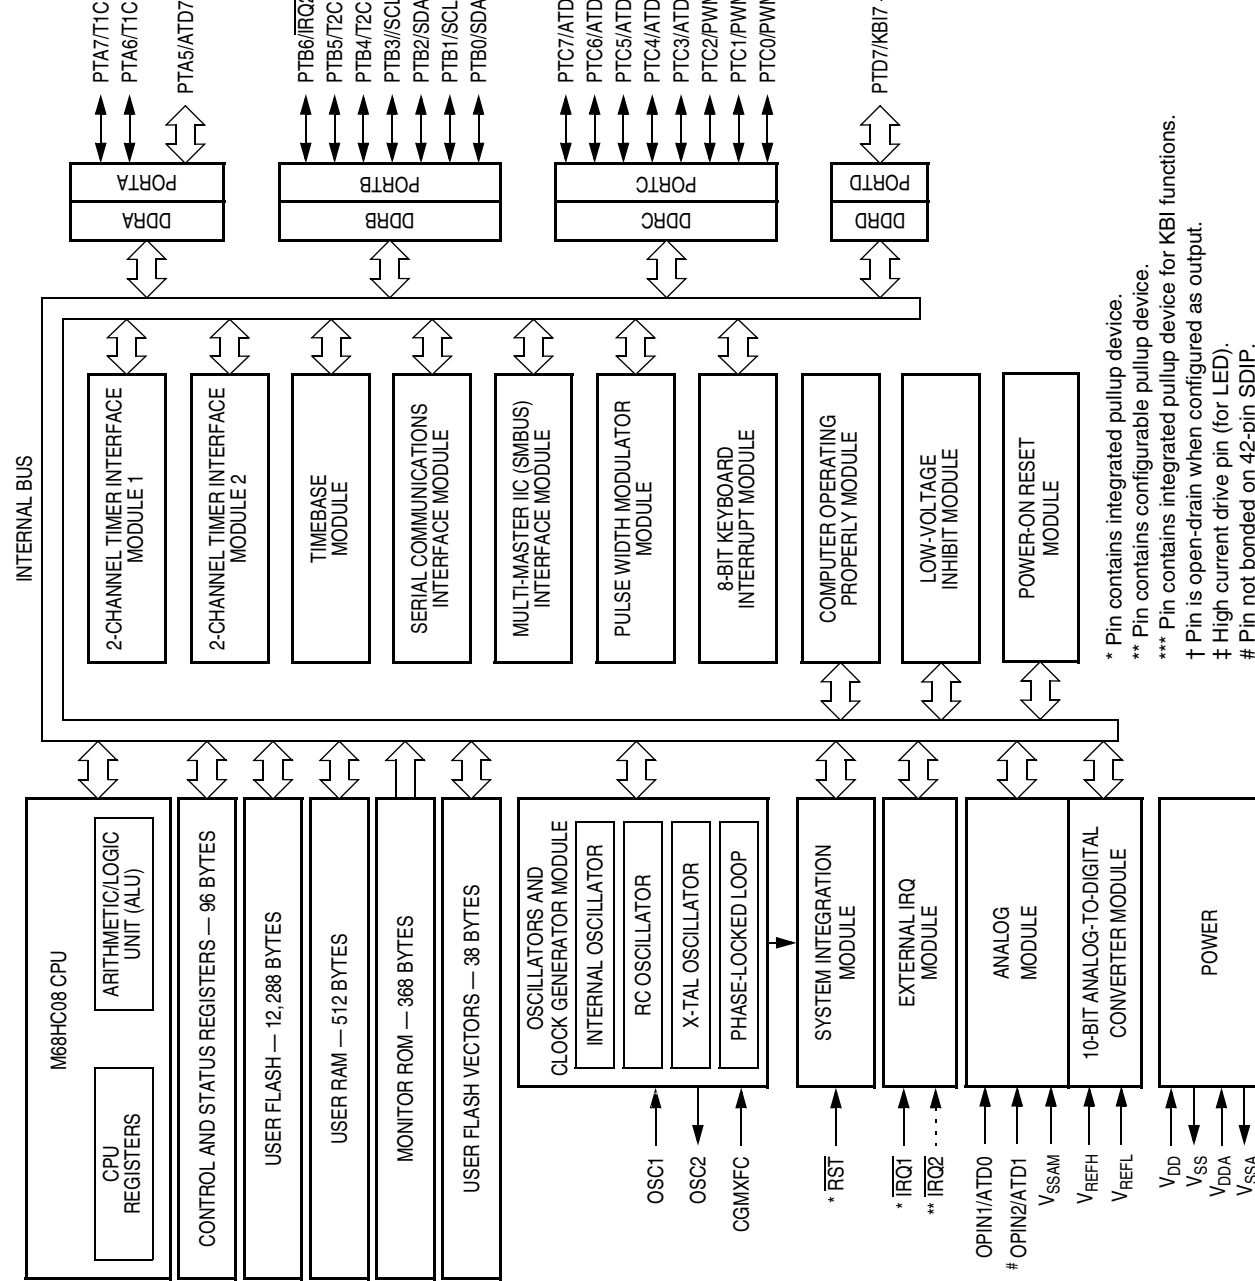 INTERNAL BUS
M68HC08 CPU
CPU
REGISTERS
ARITHMETIC/LOGIC
UNIT (ALU)
CONTROL AND STATUS REGISTERS — 96 BYTES
USER FLASH — 12,288 BYTES
USER RAM — 512 BYTES
MONITOR ROM — 368 BYTES
USER FLASH VECTORS — 38 BYTES
OSCILLATORS AND
CLOCK GENERATOR MODULE
INTERNAL OSCILLATOR
RC OSCILLATOR
X-TAL OSCILLATOR
PHASE-LOCKED LOOP
OSC1
OSC2
CGMXFC
SYSTEM INTEGRATION
MODULE
* RST
EXTERNAL IRQ
MODULE
* IRQ1
** IRQ2
ANALOG
MODULE
OPIN1/ATD0
# OPIN2/ATD1
VSSAM
10-BIT ANALOG-TO-DIGITAL
CONVERTER MODULE
VREFH
VREFL
POWER
VDD
VSS
VDDA
VSSA
2-CHANNEL TIMER INTERFACE
MODULE 1
2-CHANNEL TIMER INTERFACE
MODULE 2
TIMEBASE
MODULE
SERIAL COMMUNICATIONS
INTERFACE MODULE
MULTI-MASTER IIC (SMBUS)
INTERFACE MODULE
PULSE WIDTH MODULATOR
MODULE
8-BIT KEYBOARD
INTERRUPT MODULE
COMPUTER OPERATING
PROPERLY MODULE
LOW-VOLTAGE
INHIBIT MODULE
POWER-ON RESET
MODULE
DDRA
PORTA
PTA7/T1C
PTA6/T1C
PTA5/ATD7
DDRB
PORTB
PTB6/IRQ2
PTB5/T2C
PTB4/T2C
PTB3//SCL
PTB2/SDA
PTB1/SCL
PTB0/SDA
DDRC
PORTC
PTC7/ATD
PTC6/ATD
PTC5/ATD
PTC4/ATD
PTC3/ATD
PTC2/PWM
PTC1/PWM
PTC0/PWM
DDRD
PORTD
PTD7/KBI7
* Pin contains integrated pullup device.
** Pin contains configurable pullup device.
*** Pin contains integrated pullup device for KBI functions.
† Pin is open-drain when configured as output.
‡ High current drive pin (for LED).
# Pin not bonded on 42-pin SDIP.